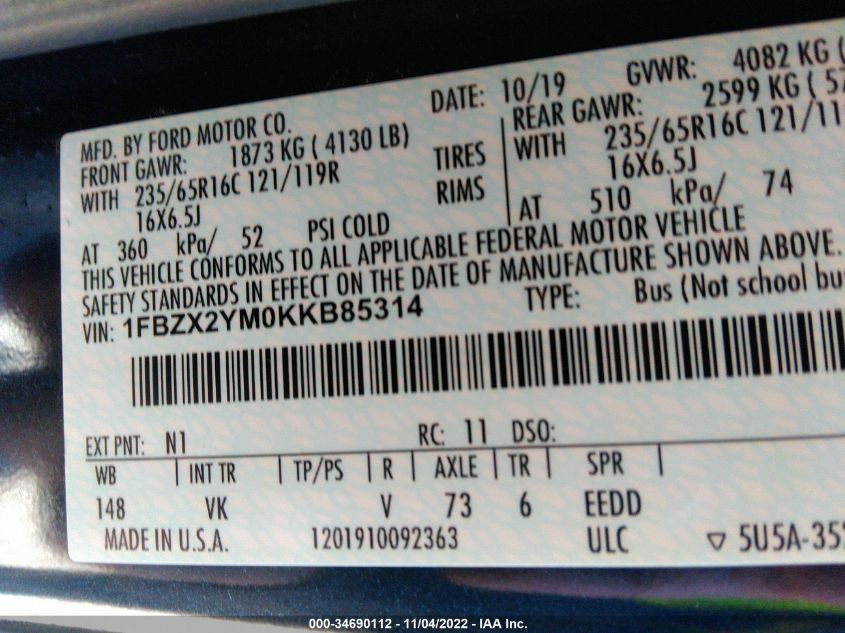 DATE: 10/19 GVWR: 4082 KG (
MFD. BY FORD MOTOR CO.
FRONT GAWR: 1873 KG ( 4130 LB) REAR GAWR: 2599 KG ( 57
WITH 235/65R16C 121/119R TIRES WITH 235/65R16C 121/11
16X6.5J RIMS 16X6.5J
AT 360 kPa/ 52 PSI COLD AT 510 kPa/ 74
THIS VEHICLE CONFORMS TO ALL APPLICABLE FEDERAL MOTOR VEHICLE
SAFETY STANDARDS IN EFFECT ON THE DATE OF MANUFACTURE SHOWN ABOVE.
VIN: 1FBZX2YM0KKB85314 TYPE: Bus (Not school bu
EXT PNT: N1 RC: 11 DSO:
WB INT TR TP/PS R AXLE TR SPR
148 VK V 73 6 EEDD
MADE IN U.S.A. 1201910092363 ULC ▽ 5U5A-35
000-34690112 - 11/04/2022 - IAA Inc.